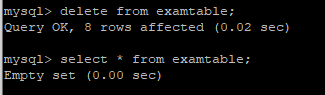 mysql> delete from examtable;
Query OK, 8 rows affected (0.02 sec)
mysql> select * from examtable;
Empty set (0.00 sec)